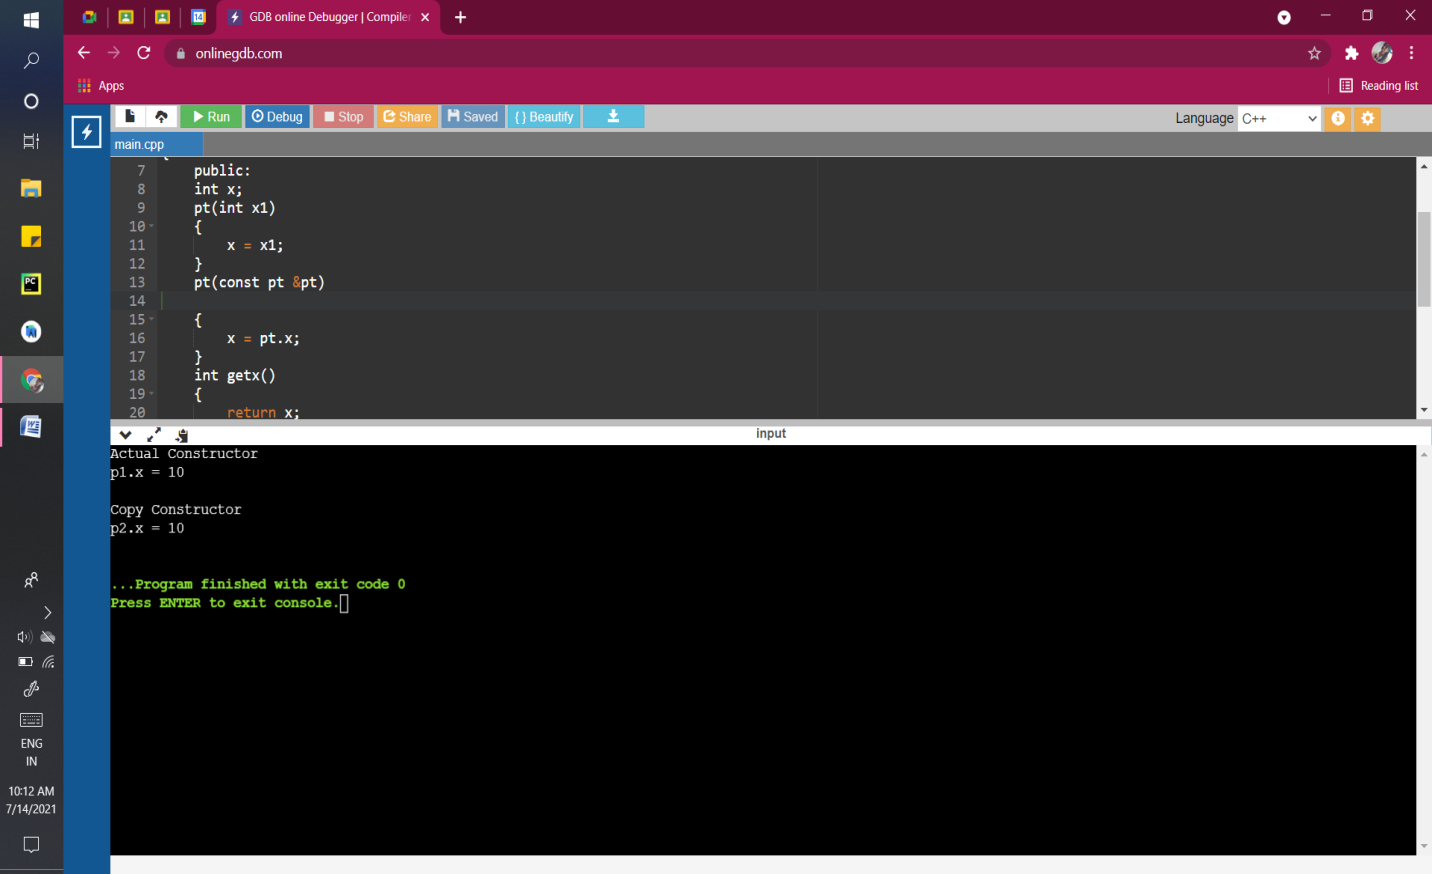 14
GDB online Debugger | Compiler
onlinegdb.com
Apps
Reading list
Run
Debug
Stop
Share
Saved
{ } Beautify
Language
C++
main.cpp
7 public:
8 int x;
9 pt(int x1)
10 {
11 x = x1;
12 }
13 pt(const pt &pt)
14
15 {
16 x = pt.x;
17 }
18 int getx()
19 {
20 return x;
input
Actual Constructor
p1.x = 10
Copy Constructor
p2.x = 10
...Program finished with exit code 0
Press ENTER to exit console.
PC
W
ENG
IN
10:12 AM
7/14/2021